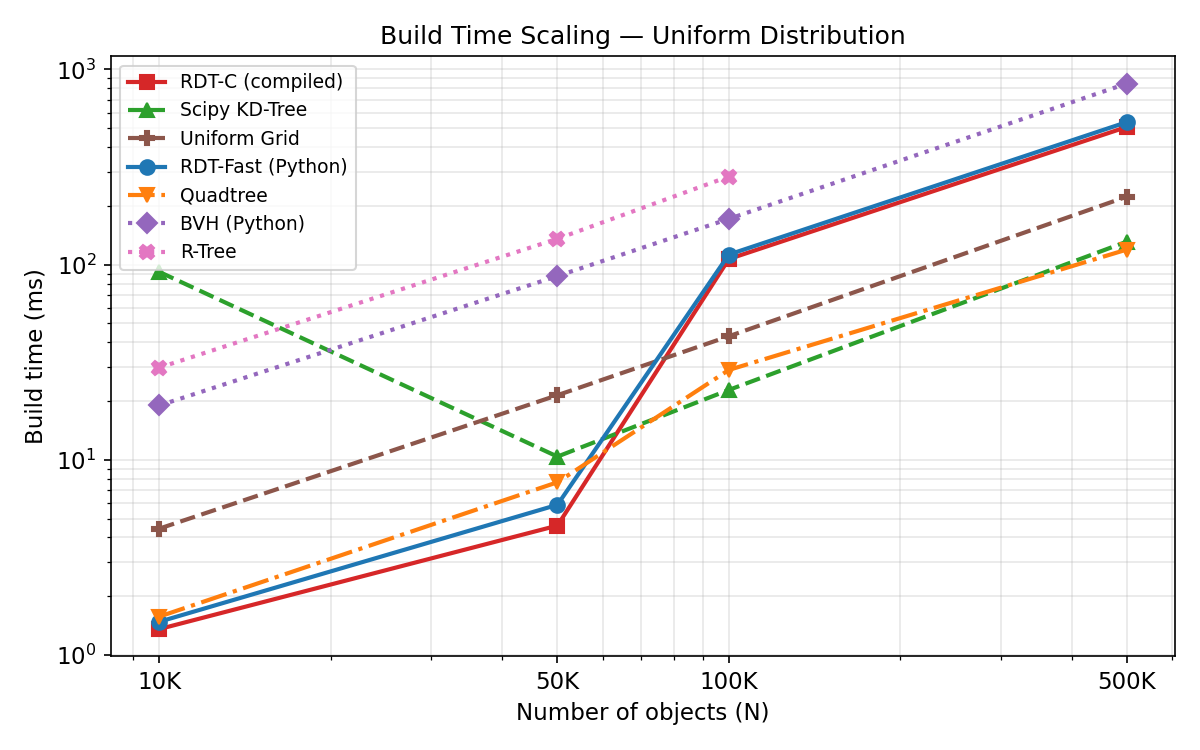 Build Time Scaling — Uniform Distribution
10³
10²
10¹
10⁰
Build time (ms)
RDT-C (compiled)
Scipy KD-Tree
Uniform Grid
RDT-Fast (Python)
Quadtree
BVH (Python)
R-Tree
10K
50K
100K
500K
Number of objects (N)